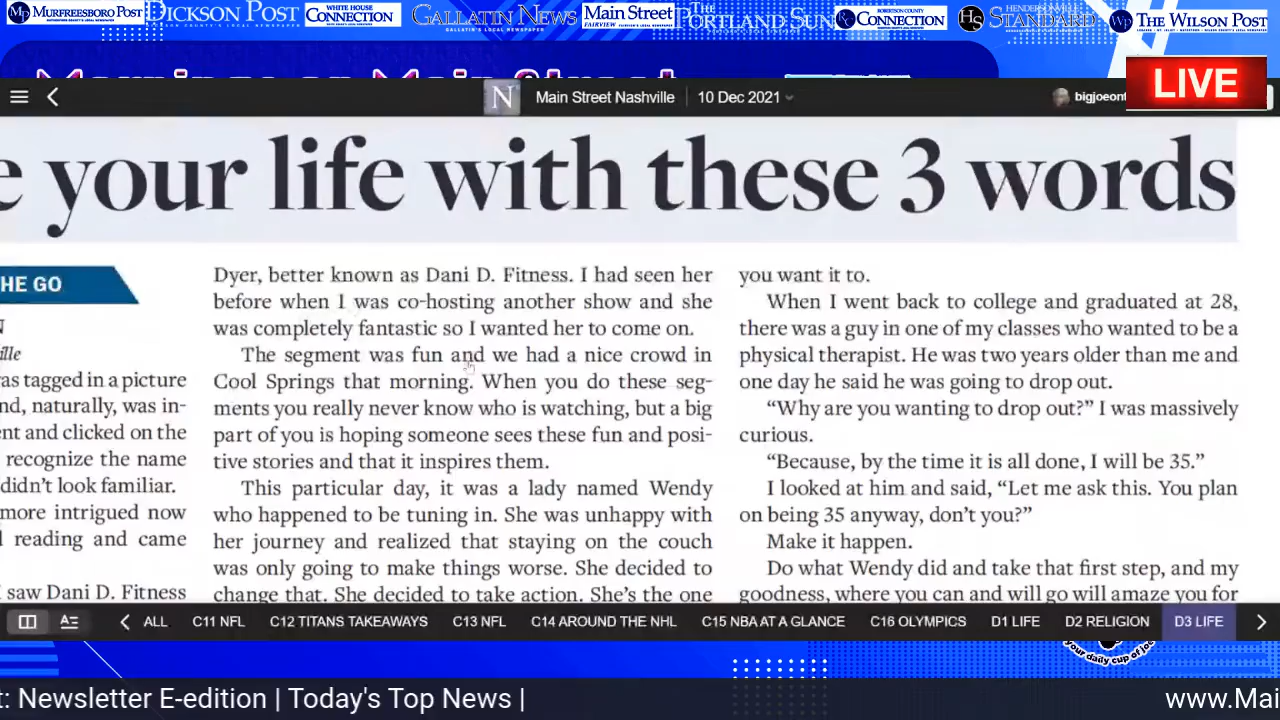 MURFREESBORO POST
DICKSON POST
WHITE HOUSE
CONNECTION
GALLATIN NEWS
GALLATIN'S LOCAL NEWSPAPER
Main Street
FAIRVIEW
THE
PORTLAND SUN
ROBERTSON COUNTY
CONNECTION
HENDERSONVILLE
STANDARD
THE WILSON POST
LIVE
N
Main Street Nashville
10 Dec 2021
bigjoeont
e your life with these 3 words
HE GO
N
ille
as tagged in a picture
nd, naturally, was in-
ent and clicked on the
recognize the name
didn't look familiar.
more intrigued now
l reading and came
I saw Dani D. Fitness
Dyer, better known as Dani D. Fitness. I had seen her
before when I was co-hosting another show and she
was completely fantastic so I wanted her to come on.
The segment was fun and we had a nice crowd in
Cool Springs that morning. When you do these seg-
ments you really never know who is watching, but a big
part of you is hoping someone sees these fun and posi-
tive stories and that it inspires them.
This particular day, it was a lady named Wendy
who happened to be tuning in. She was unhappy with
her journey and realized that staying on the couch
was only going to make things worse. She decided to
change that. She decided to take action. She's the one
you want it to.
When I went back to college and graduated at 28,
there was a guy in one of my classes who wanted to be a
physical therapist. He was two years older than me and
one day he said he was going to drop out.
“Why are you wanting to drop out?” I was massively
curious.
“Because, by the time it is all done, I will be 35.”
I looked at him and said, “Let me ask this. You plan
on being 35 anyway, don't you?”
Make it happen.
Do what Wendy did and take that first step, and my
goodness, where you can and will go will amaze you for
ALL
C11 NFL
C12 TITANS TAKEAWAYS
C13 NFL
C14 AROUND THE NHL
C15 NBA AT A GLANCE
C16 OLYMPICS
D1 LIFE
D2 RELIGION
D3 LIFE
your daily cup of joe
t: Newsletter E-edition | Today's Top News |
www.Mai